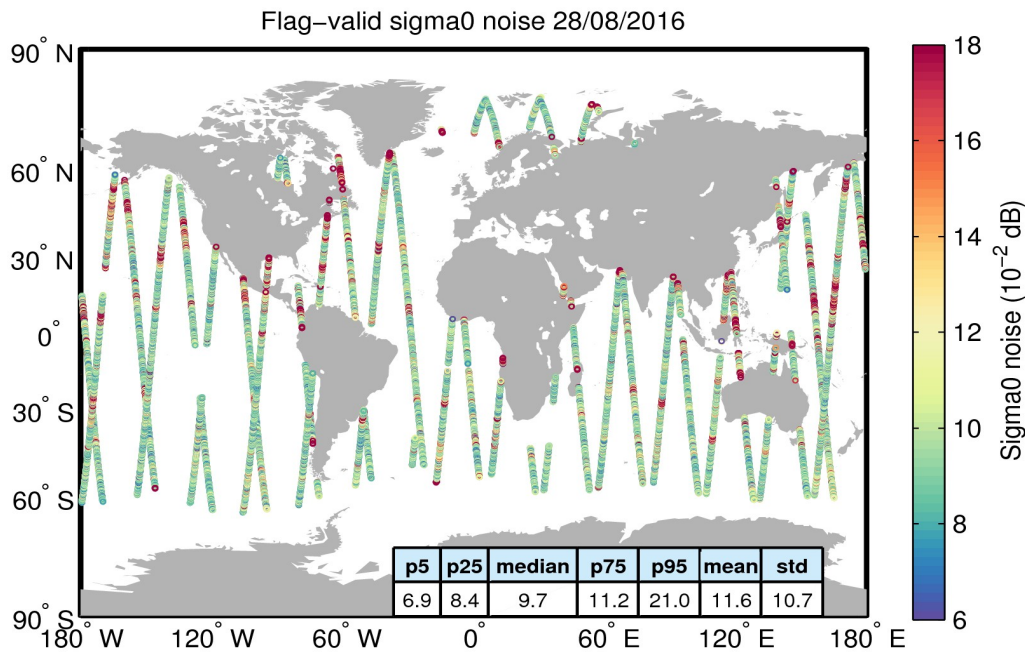 Flag−valid sigma0 noise 28/08/2016
90° N
60° N
30° N
0°
30° S
60° S
90° S
180° W
120° W
60° W
0°
60° E
120° E
180° E
18
16
14
12
10
8
6
Sigma0 noise (10⁻² dB)
p5 p25 median p75 p95 mean std
6.9 8.4 9.7 11.2 21.0 11.6 10.7